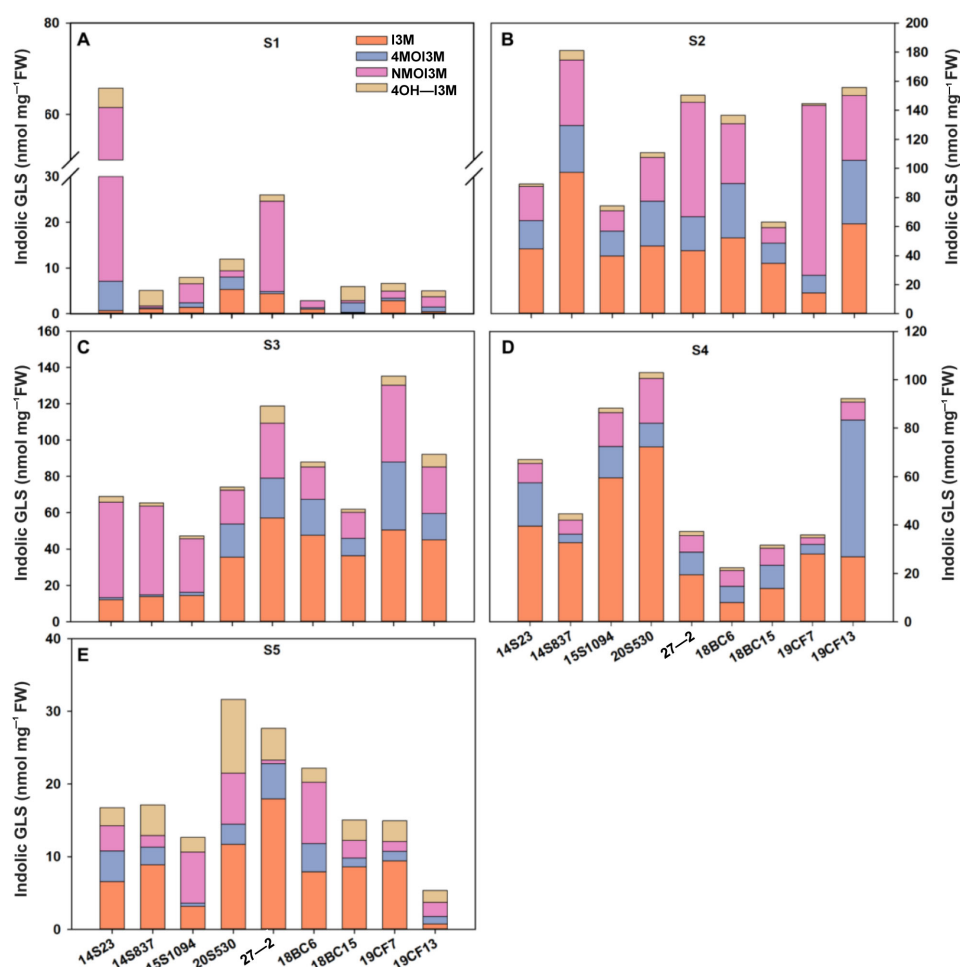 A
S1
I3M
4MOI3M
NMOI3M
4OH—I3M
80
60
30
20
10
0
Indolic GLS (nmol mg⁻¹ FW)
B
S2
200
180
160
140
120
100
80
60
40
20
0
Indolic GLS (nmol mg⁻¹ FW)
C
S3
160
140
120
100
80
60
40
20
0
Indolic GLS (nmol mg⁻¹FW)
D
S4
120
100
80
60
40
20
0
Indolic GLS (nmol mg⁻¹ FW)
14S23
14S837
15S1094
20S530
27—2
18BC6
18BC15
19CF7
19CF13
E
S5
40
30
20
10
0
Indolic GLS (nmol mg⁻¹ FW)
14S23
14S837
15S1094
20S530
27—2
18BC6
18BC15
19CF7
19CF13